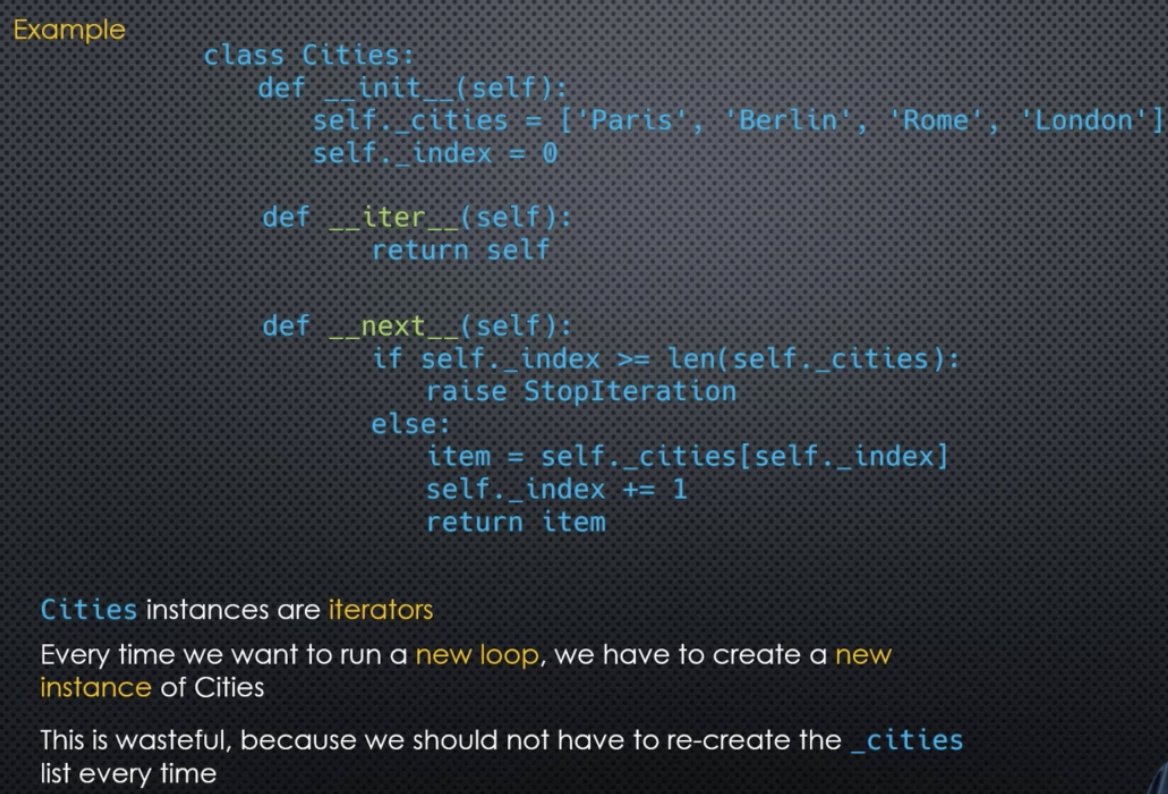 Example
class Cities:
    def __init__(self):
        self._cities = ['Paris', 'Berlin', 'Rome', 'London']
        self._index = 0
    def __iter__(self):
        return self
    def __next__(self):
        if self._index >= len(self._cities):
            raise StopIteration
        else:
            item = self._cities[self._index]
            self._index += 1
            return item
Cities instances are iterators
Every time we want to run a new loop, we have to create a new
instance of Cities
This is wasteful, because we should not have to re-create the _cities
list every time